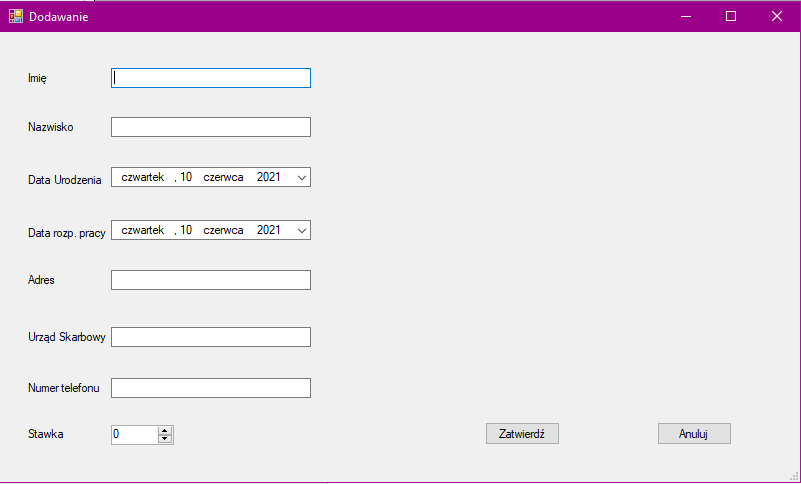 Dodawanie
Imię
Nazwisko
Data Urodzenia czwartek , 10 czerwca 2021
Data rozp. pracy czwartek , 10 czerwca 2021
Adres
Urząd Skarbowy
Numer telefonu
Stawka 0 Zatwierdź Anuluj